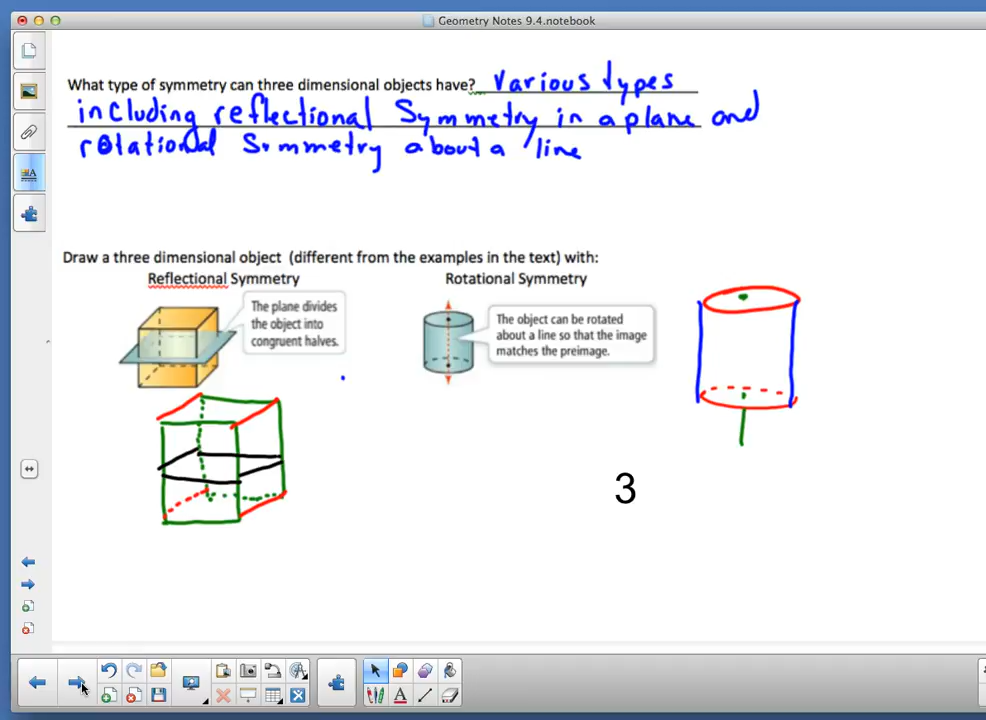 Geometry Notes 9.4.notebook
What type of symmetry can three dimensional objects have? Various types
including reflectional Symmetry in a plane and
rotational Symmetry about a line
Draw a three dimensional object (different from the examples in the text) with:
Reflectional Symmetry
Rotational Symmetry
The plane divides
the object into
congruent halves.
The object can be rotated
about a line so that the image
matches the preimage.
3